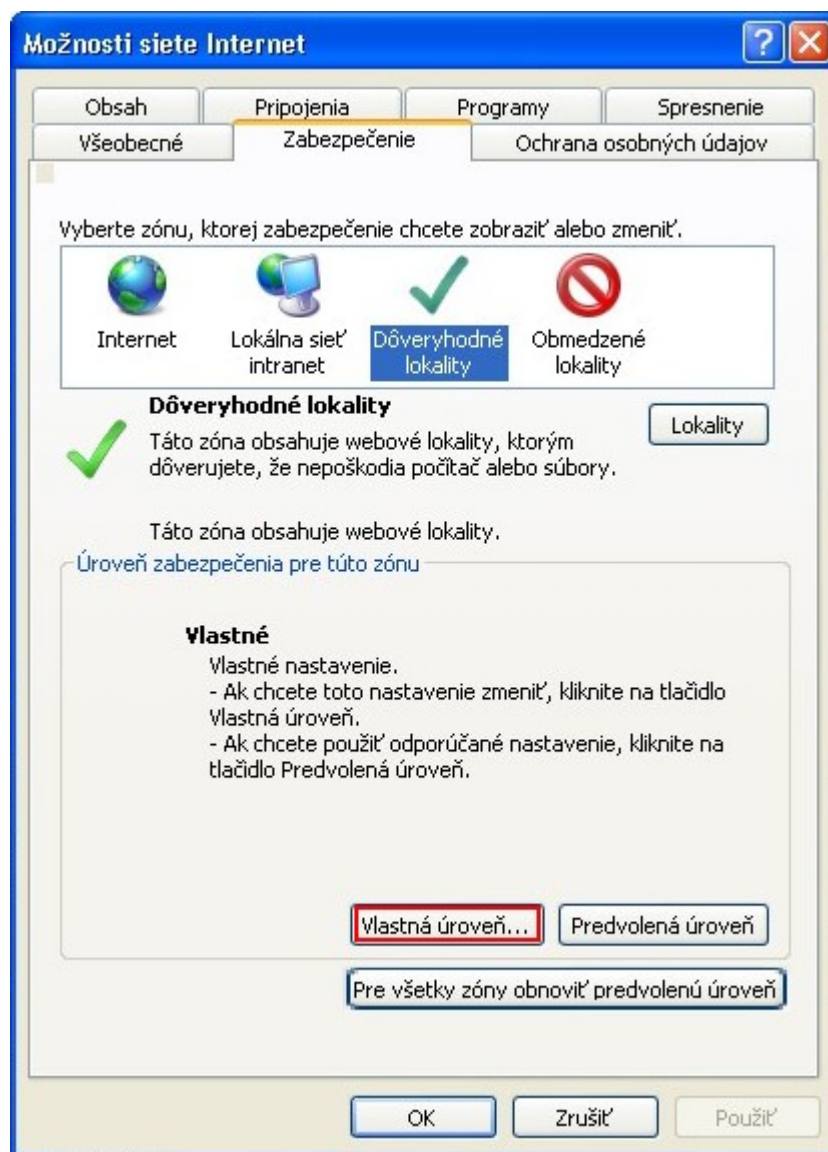 Možnosti siete Internet
Obsah
Pripojenia
Programy
Spresnenie
Všeobecné
Zabezpečenie
Ochrana osobných údajov
Vyberte zónu, ktorej zabezpečenie chcete zobraziť alebo zmeniť.
Internet
Lokálna sieť
intranet
Dôveryhodné
lokality
Obmedzené
lokality
Dôveryhodné lokality
Lokality
Táto zóna obsahuje webové lokality, ktorým
dôverujete, že nepoškodia počítač alebo súbory.
Táto zóna obsahuje webové lokality.
Úroveň zabezpečenia pre túto zónu
Vlastné
Vlastné nastavenie.
- Ak chcete toto nastavenie zmeniť, kliknite na tlačidlo
Vlastná úroveň.
- Ak chcete použiť odporúčané nastavenie, kliknite na
tlačidlo Predvolená úroveň.
Vlastná úroveň...
Predvolená úroveň
Pre všetky zóny obnoviť predvolenú úroveň
OK
Zrušiť
Použiť